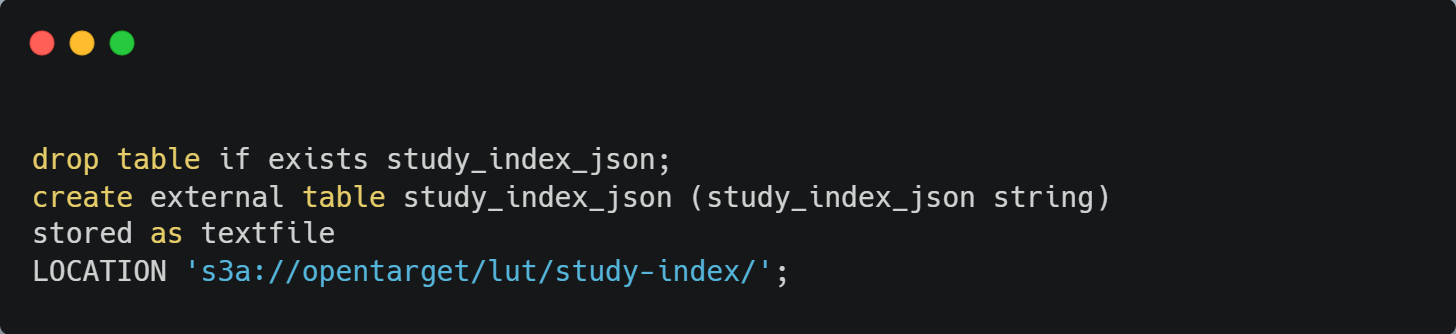 drop table if exists study_index_json;
create external table study_index_json (study_index_json string)
stored as textfile
LOCATION 's3a://opentarget/lut/study-index/';